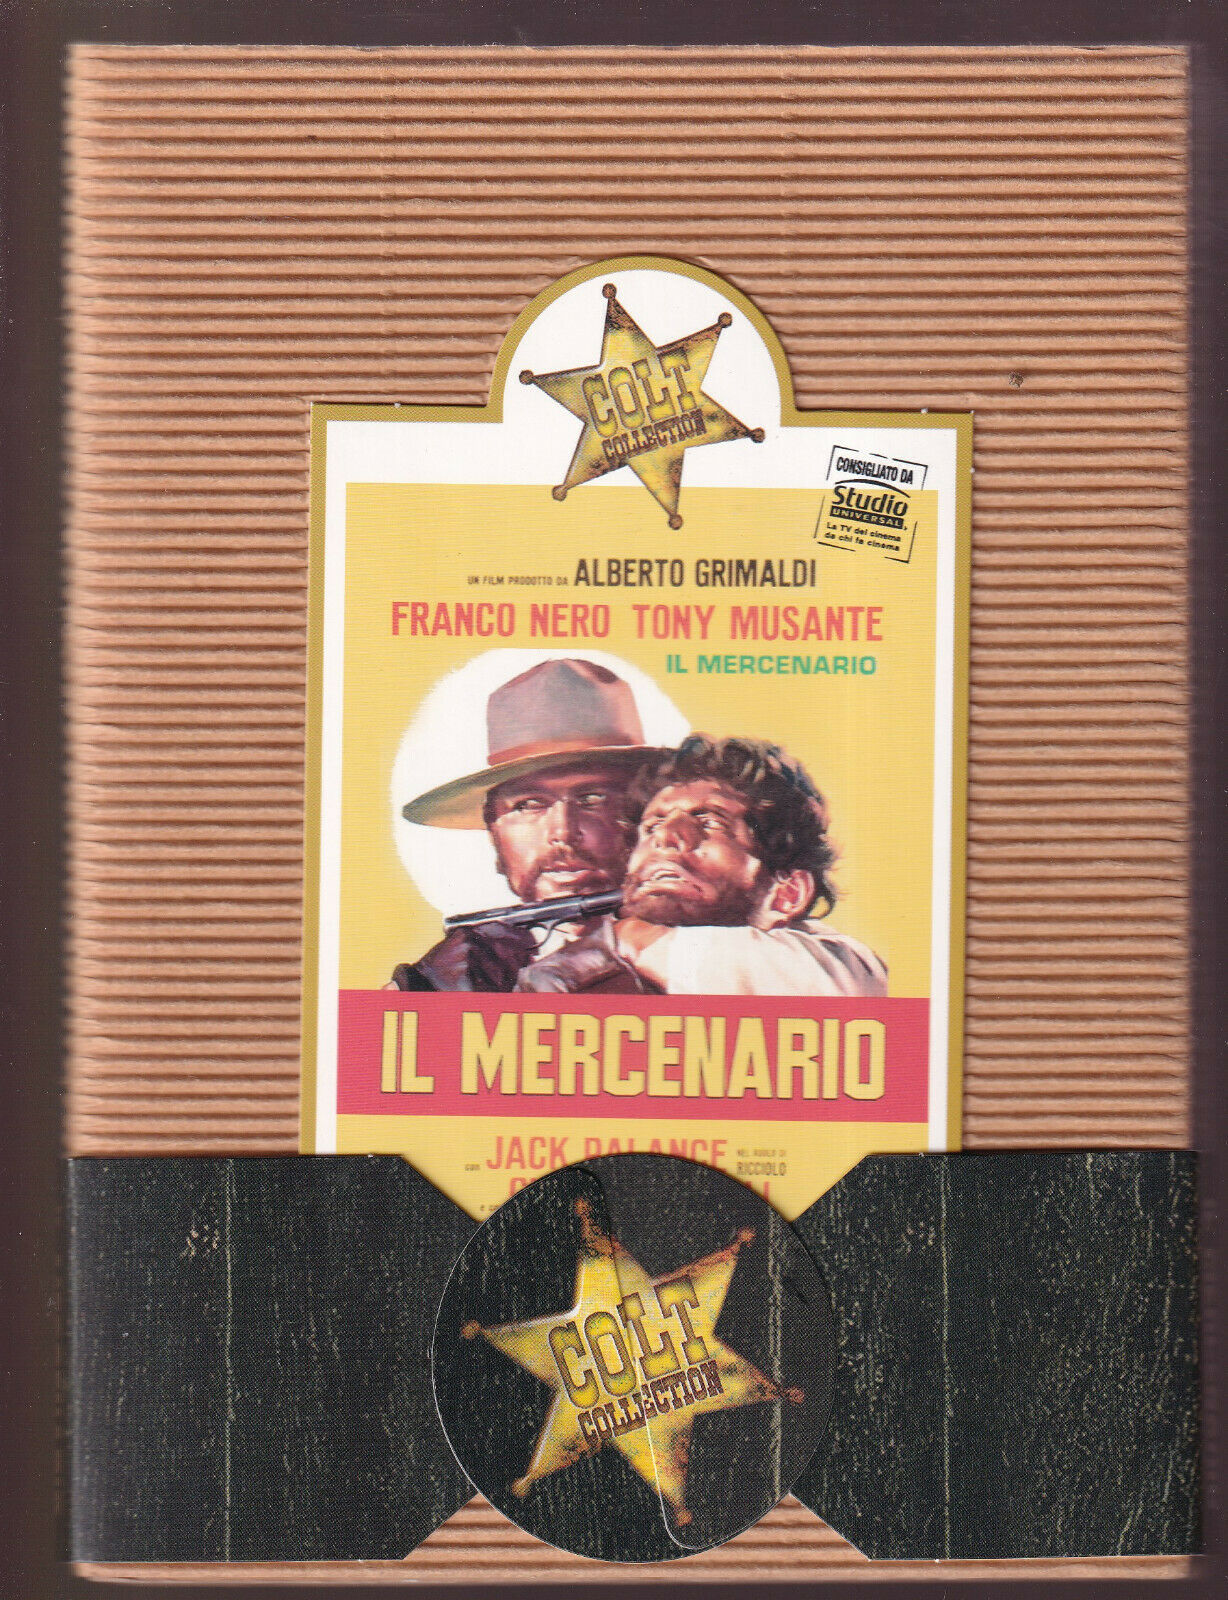 COLT
COLLECTION
CONSIGLIATO DA
Studio
UNIVERSAL
La TV del cinema
da chi fa cinema
UN FILM PRODOTTO DA ALBERTO GRIMALDI
FRANCO NERO TONY MUSANTE
IL MERCENARIO
IL MERCENARIO
con JACK PALANCE NEL RUOLO DI
RICCIOLO
COLT
COLLECTION